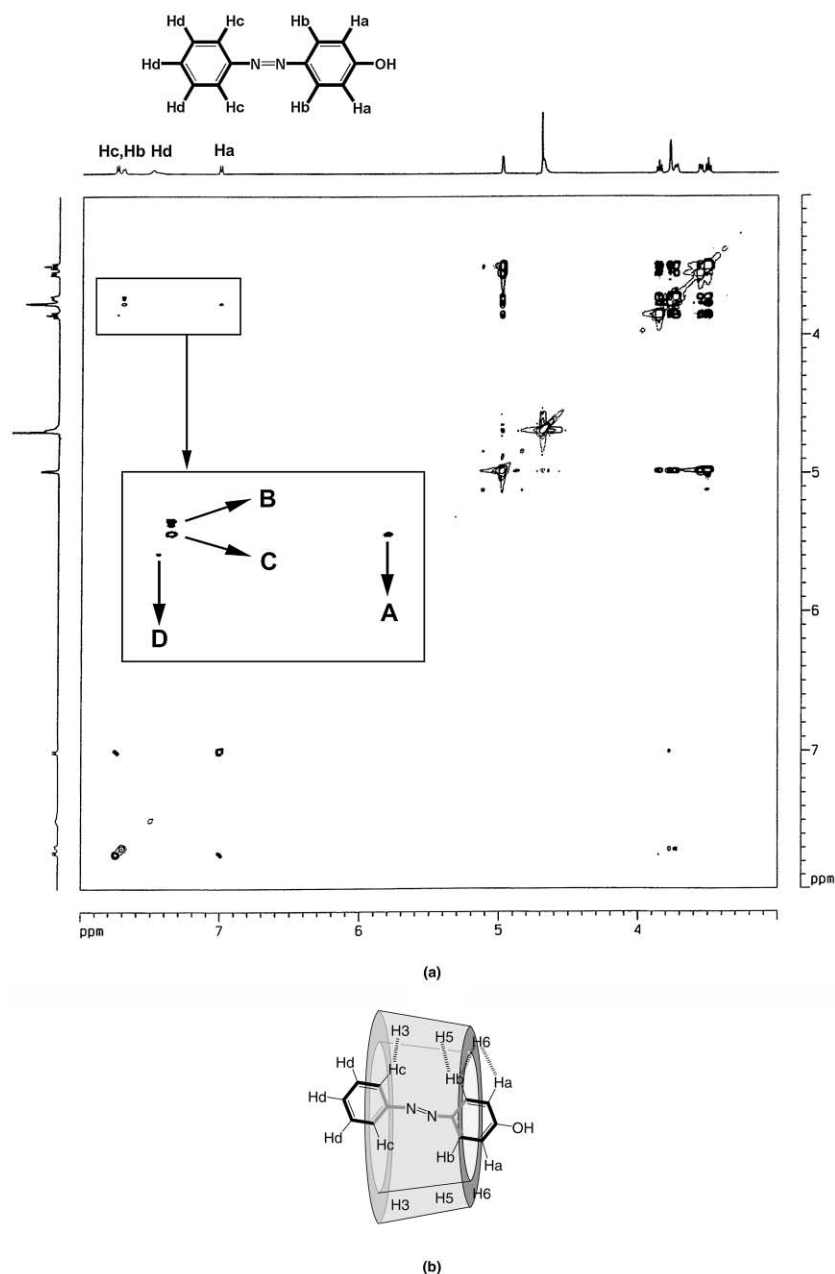 Hd Hc Hb Ha
Hd N=N OH
Hd Hc Hb Ha
Hc,Hb Hd Ha
4
5
6
7
ppm
B
C
A
D
ppm 7 6 5 4
(a)
H3 H5 H6
Hd Hc Hb Ha
Hd N=N OH
Hd Hc Hb Ha
H3 H5 H6
(b)